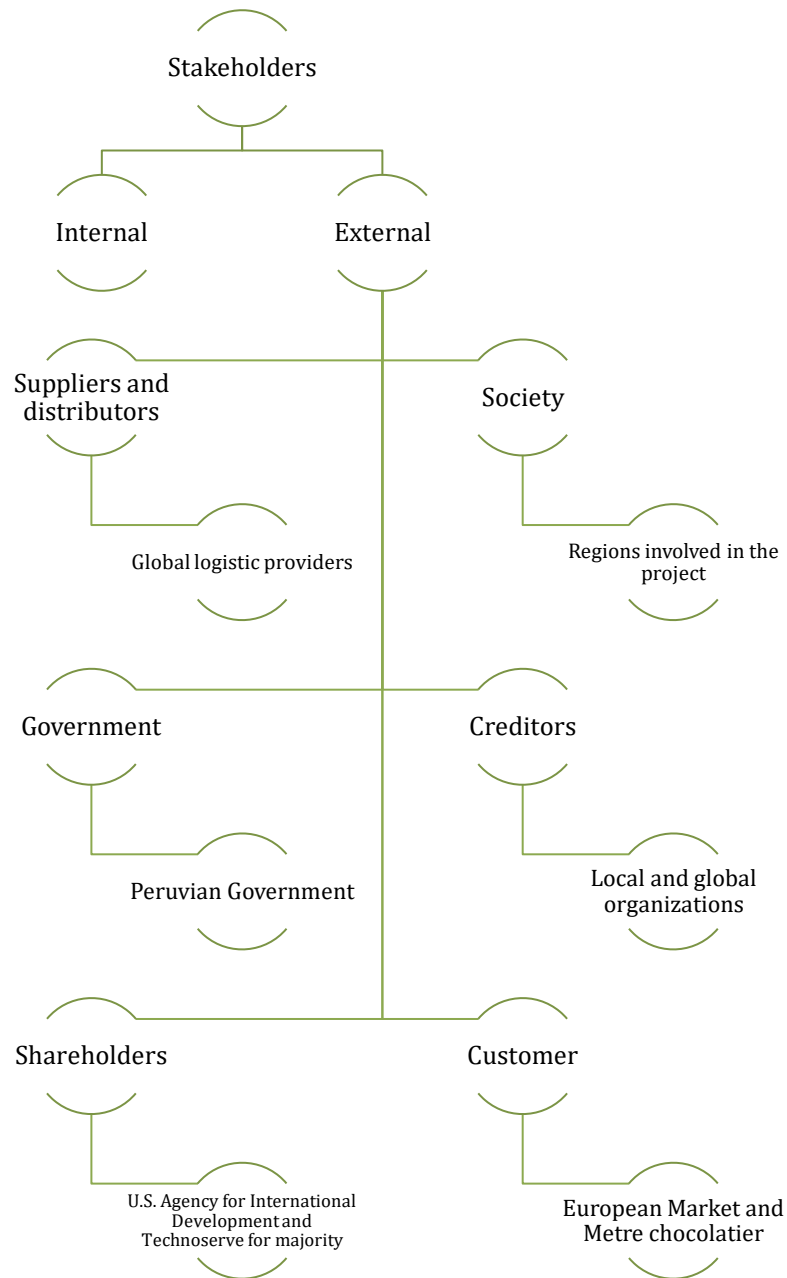 Stakeholders
Internal
External
Suppliers and
distributors
Society
Global logistic providers
Regions involved in the
project
Government
Creditors
Peruvian Government
Local and global
organizations
Shareholders
Customer
U.S. Agency for International
Development and
Technoserve for majority
European Market and
Metre chocolatier